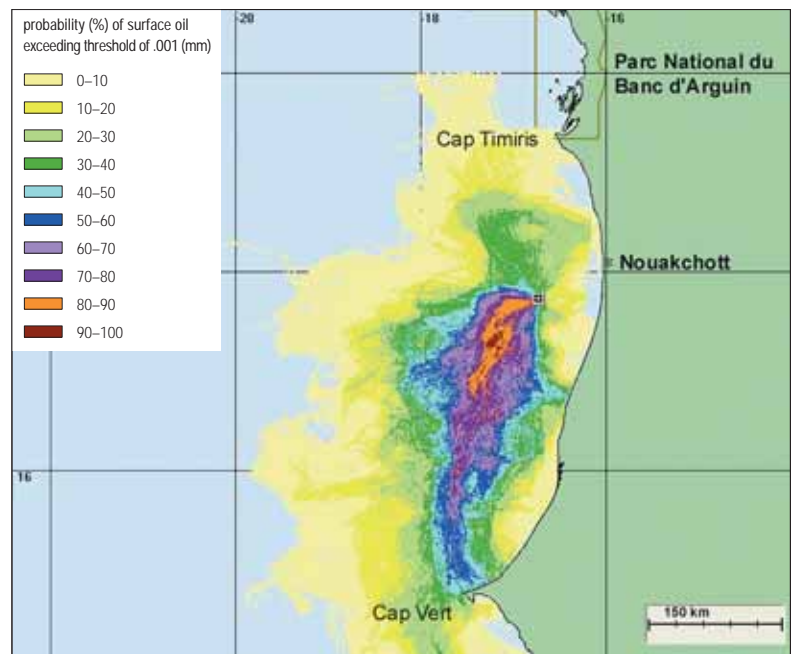 probability (%) of surface oil
exceeding threshold of .001 (mm)
0–10
10–20
20–30
30–40
40–50
50–60
60–70
70–80
80–90
90–100
-20
-18
-16
Parc National du
Banc d'Arguin
Cap Timiris
Nouakchott
16
Cap Vert
150 km